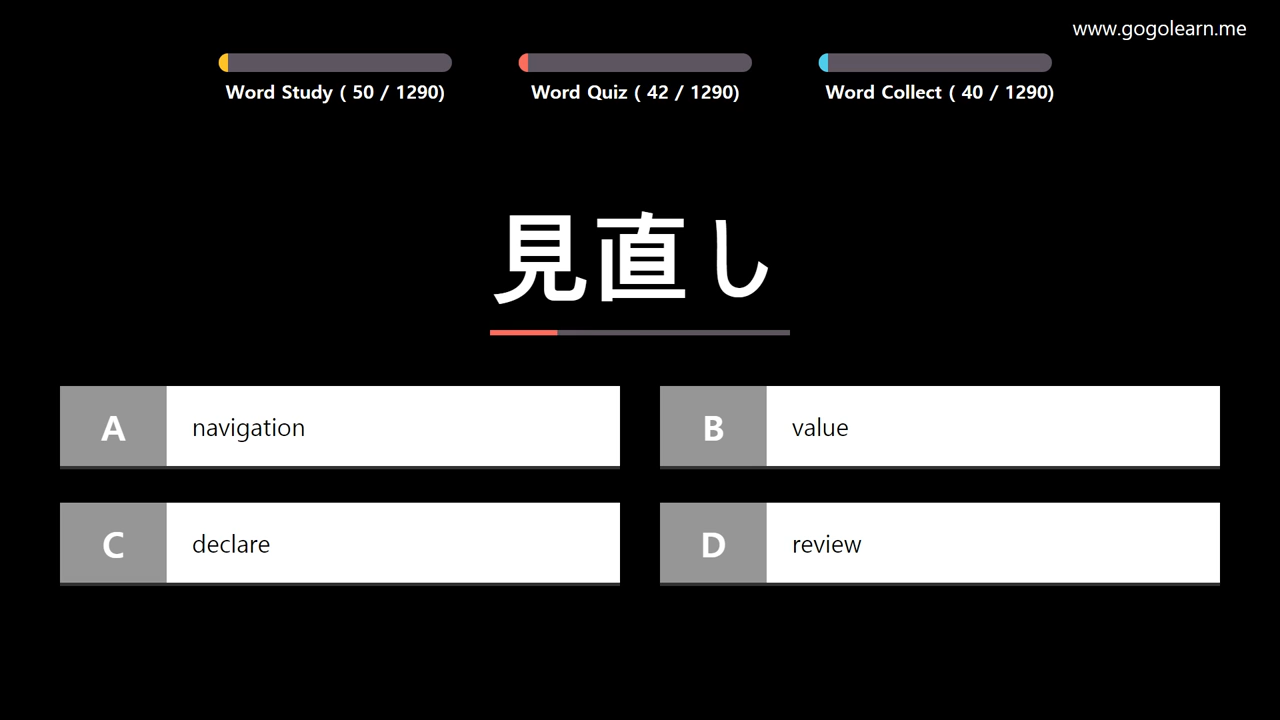 www.gogolearn.me
Word Study ( 50 / 1290)
Word Quiz ( 42 / 1290)
Word Collect ( 40 / 1290)
見直し
A navigation
B value
C declare
D review